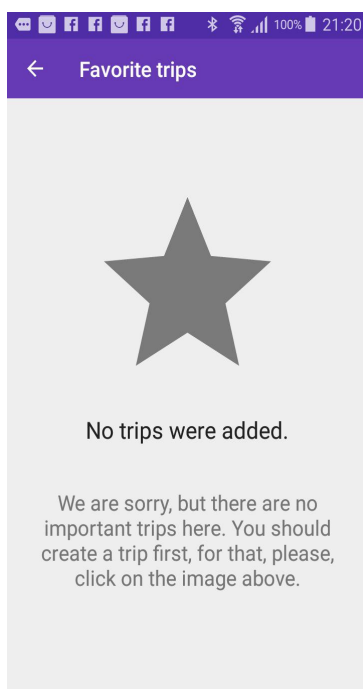 100% 21:20
Favorite trips
No trips were added.
We are sorry, but there are no
important trips here. You should
create a trip first, for that, please,
click on the image above.